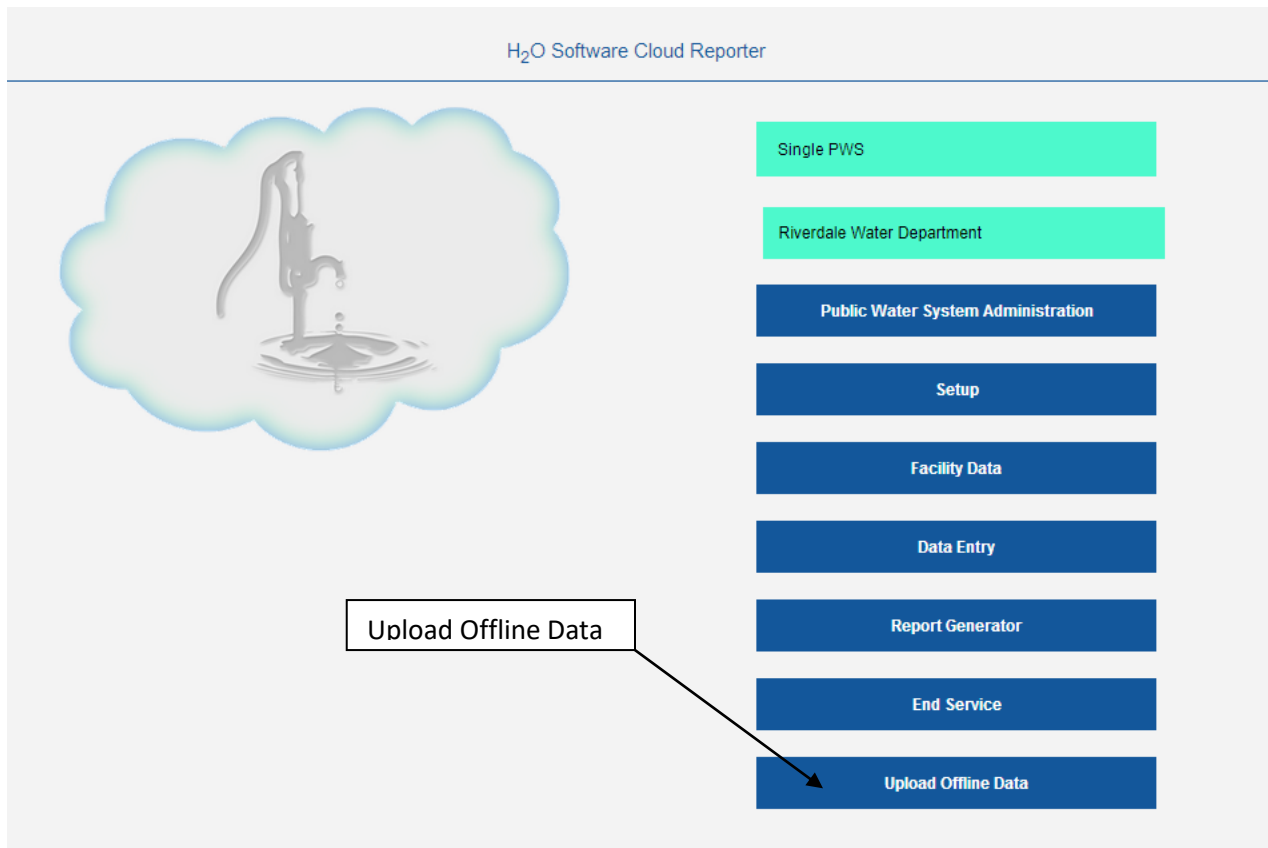 H2O Software Cloud Reporter
Single PWS
Riverdale Water Department
Public Water System Administration
Setup
Facility Data
Data Entry
Upload Offline Data
Report Generator
End Service
Upload Offline Data